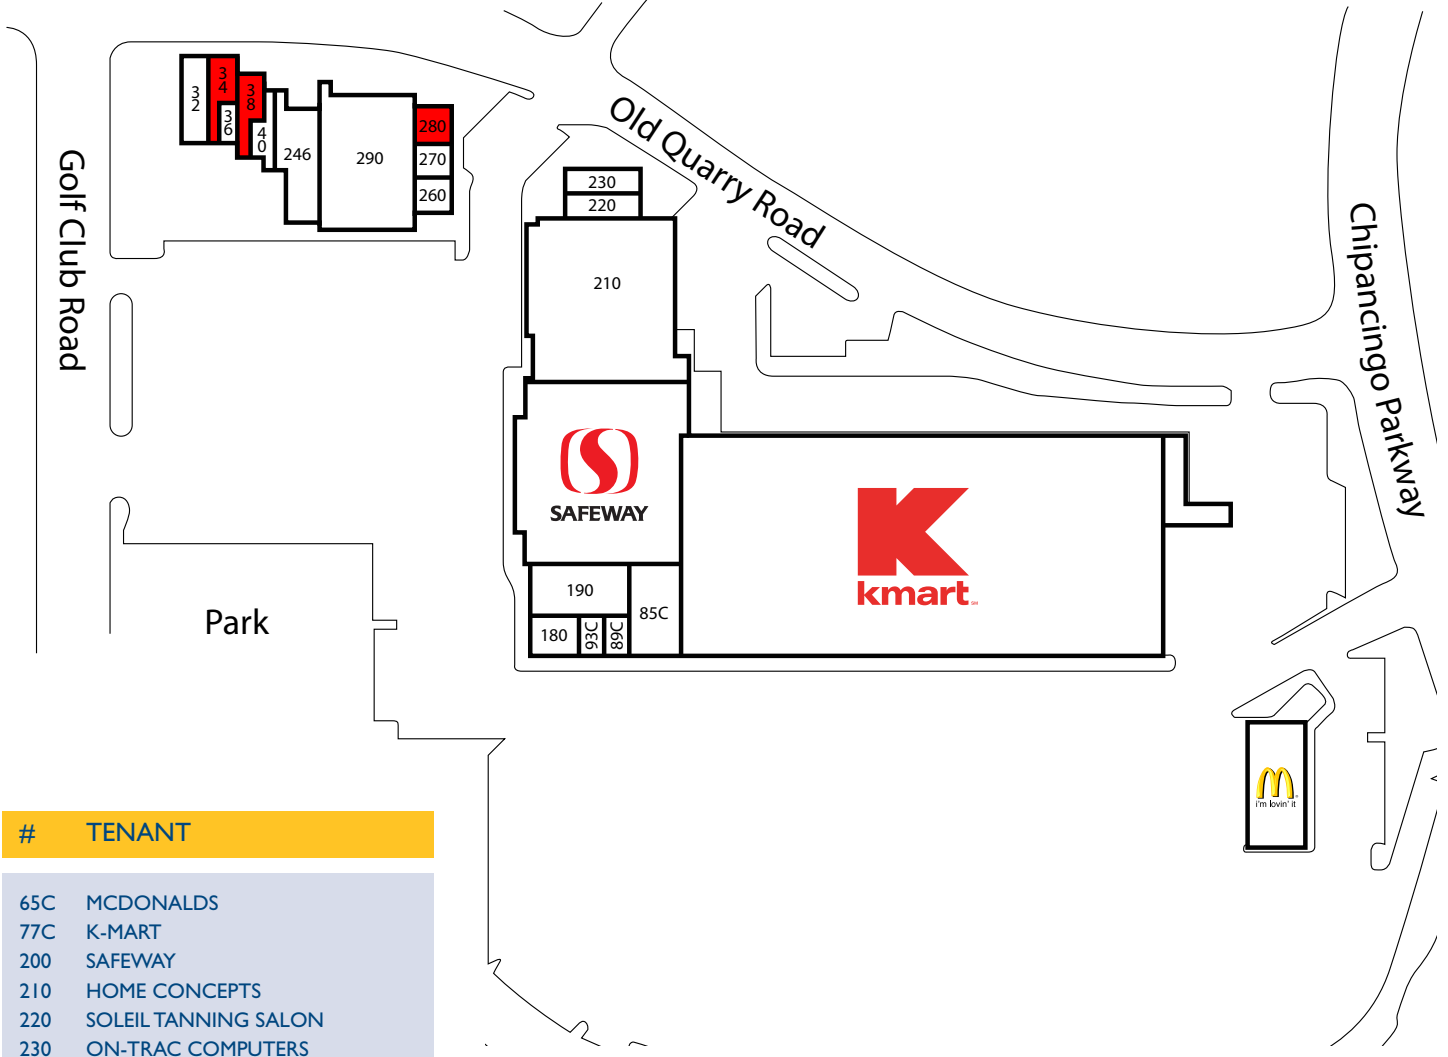 32
34
36
38
40
246
290
280
270
260
Golf Club Road
Old Quarry Road
Chipancingo Parkway
230
220
210
SAFEWAY
kmart
190
180
93C
89C
85C
Park
i'm lovin' it
# TENANT
65C MCDONALDS
77C K-MART
200 SAFEWAY
210 HOME CONCEPTS
220 SOLEIL TANNING SALON
230 ON-TRAC COMPUTERS